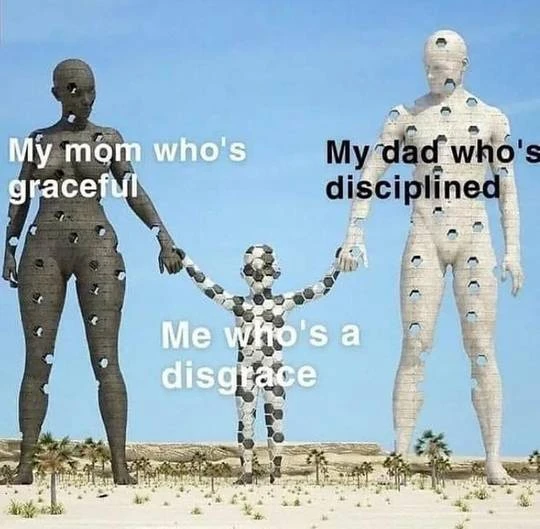 My mom who's
graceful
My dad who's
disciplined
Me who's a
disgrace